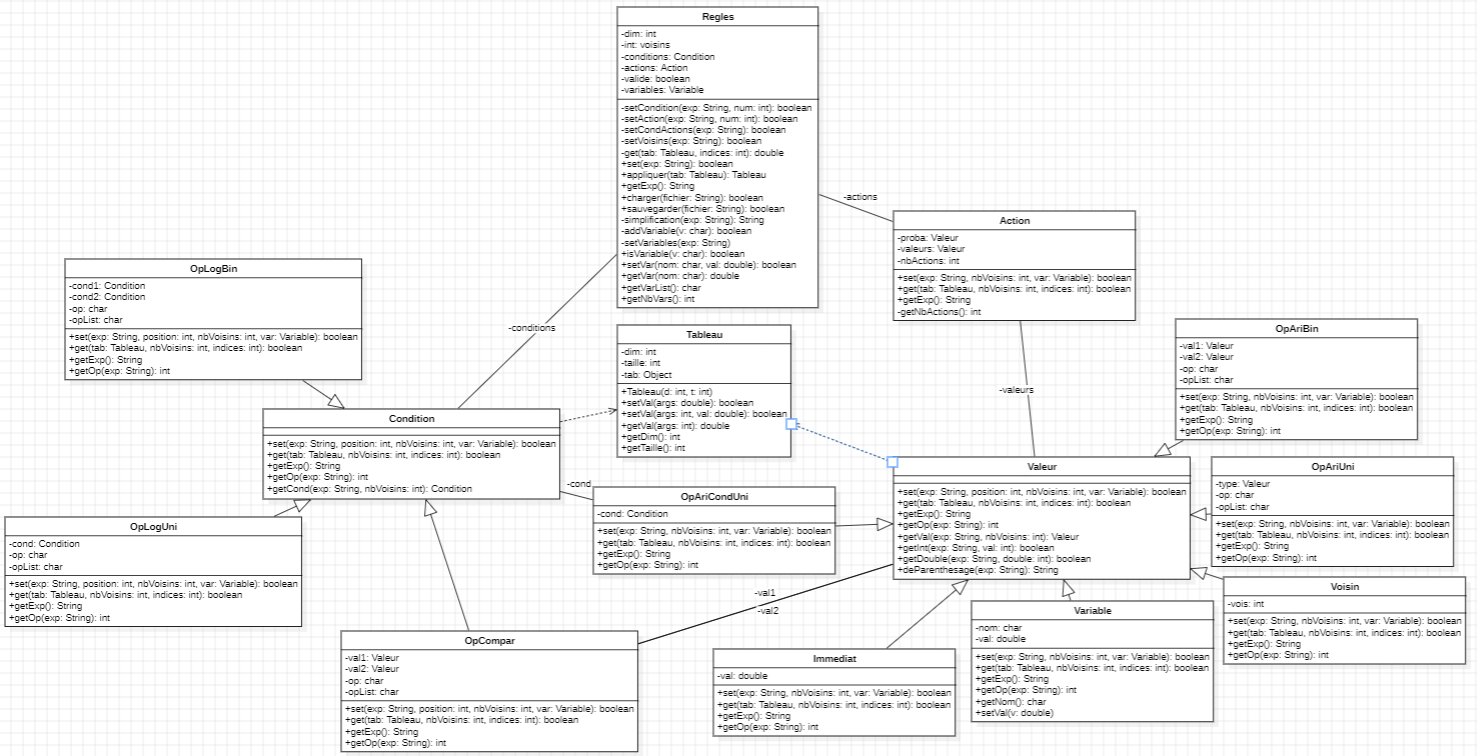 Regles
-dim: int
-int: voisins
-conditions: Condition
-actions: Action
-valide: boolean
-variables: Variable
-setCondition(exp: String, num: int): boolean
-setAction(exp: String, num: int): boolean
-setCondActions(exp: String): boolean
-setVoisins(exp: String): boolean
-get(tab: Tableau, indices: int): double
+set(exp: String): boolean
+appliquer(tab: Tableau): Tableau
+getExp(): String
+charger(fichier: String): boolean
+sauvegarder(fichier: String): boolean
-simplification(exp: String): String
-addVariable(v: char): boolean
-setVariables(exp: String)
+isVariable(v: char): boolean
+setVar(nom: char, val: double): boolean
+getVar(nom: char): double
+getVarList(): char
+getNbVars(): int
-actions
Action
-proba: Valeur
-valeurs: Valeur
-nbActions: int
+set(exp: String, nbVoisins: int, var: Variable): boolean
+get(tab: Tableau, nbVoisins: int, indices: int): boolean
+getExp(): String
-getNbActions(): int
OpLogBin
-cond1: Condition
-cond2: Condition
-op: char
-opList: char
+set(exp: String, position: int, nbVoisins: int, var: Variable): boolean
+get(tab: Tableau, nbVoisins: int, indices: int): boolean
+getExp(): String
+getOp(exp: String): int
-conditions
Tableau
-dim: int
-taille: int
-tab: Object
+Tableau(d: int, t: int)
+setVal(args: double): boolean
+setVal(args: int, val: double): boolean
+getVal(args: int): double
+getDim(): int
+getTaille(): int
OpAriBin
-val1: Valeur
-val2: Valeur
-op: char
-opList: char
+set(exp: String, nbVoisins: int, var: Variable): boolean
+get(tab: Tableau, nbVoisins: int, indices: int): boolean
+getExp(): String
+getOp(exp: String): int
-valeurs
Condition
+set(exp: String, position: int, nbVoisins: int, var: Variable): boolean
+get(tab: Tableau, nbVoisins: int, indices: int): boolean
+getExp(): String
+getOp(exp: String): int
+getCond(exp: String, nbVoisins: int): Condition
-cond
OpAriCondUni
-cond: Condition
+set(exp: String, nbVoisins: int, var: Variable): boolean
+get(tab: Tableau, nbVoisins: int, indices: int): boolean
+getExp(): String
+getOp(exp: String): int
Valeur
+set(exp: String, position: int, nbVoisins: int, var: Variable): boolean
+get(tab: Tableau, nbVoisins: int, indices: int): boolean
+getExp(): String
+getOp(exp: String): int
+getVal(exp: String, nbVoisins: int): Valeur
+getInt(exp: String, val: int): boolean
+getDouble(exp: String, double: int): boolean
+deParenthesage(exp: String): String
OpAriUni
-type: Valeur
-op: char
-opList: char
+set(exp: String, nbVoisins: int, var: Variable): boolean
+get(tab: Tableau, nbVoisins: int, indices: int): boolean
+getExp(): String
+getOp(exp: String): int
OpLogUni
-cond: Condition
-op: char
-opList: char
+set(exp: String, position: int, nbVoisins: int, var: Variable): boolean
+get(tab: Tableau, nbVoisins: int, indices: int): boolean
+getExp(): String
+getOp(exp: String): int
-val1
-val2
Voisin
-vois: int
+set(exp: String, nbVoisins: int, var: Variable): boolean
+get(tab: Tableau, nbVoisins: int, indices: int): boolean
+getExp(): String
+getOp(exp: String): int
Variable
-nom: char
-val: double
+set(exp: String, nbVoisins: int, var: Variable): boolean
+get(tab: Tableau, nbVoisins: int, indices: int): boolean
+getExp(): String
+getOp(exp: String): int
+getNom(): char
+setVal(v: double)
OpCompar
-val1: Valeur
-val2: Valeur
-op: char
-opList: char
+set(exp: String, position: int, nbVoisins: int, var: Variable): boolean
+get(tab: Tableau, nbVoisins: int, indices: int): boolean
+getExp(): String
+getOp(exp: String): int
Immediat
-val: double
+set(exp: String, nbVoisins: int, var: Variable): boolean
+get(tab: Tableau, nbVoisins: int, indices: int): boolean
+getExp(): String
+getOp(exp: String): int